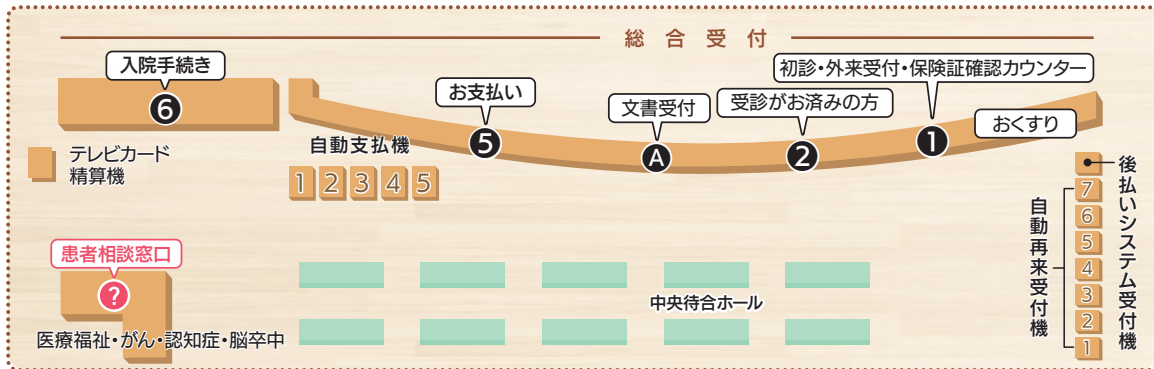 総合受付
入院手続き
6
お支払い
5
文書受付
A
受診がお済みの方
2
初診・外来受付・保険証確認カウンター
1
おくすり
テレビカード
精算機
自動支払機
1 2 3 4 5
患者相談窓口
?
医療福祉・がん・認知症・脳卒中
中央待合ホール
自動再来受付機
7
6
5
4
3
2
1
後払いシステム受付機